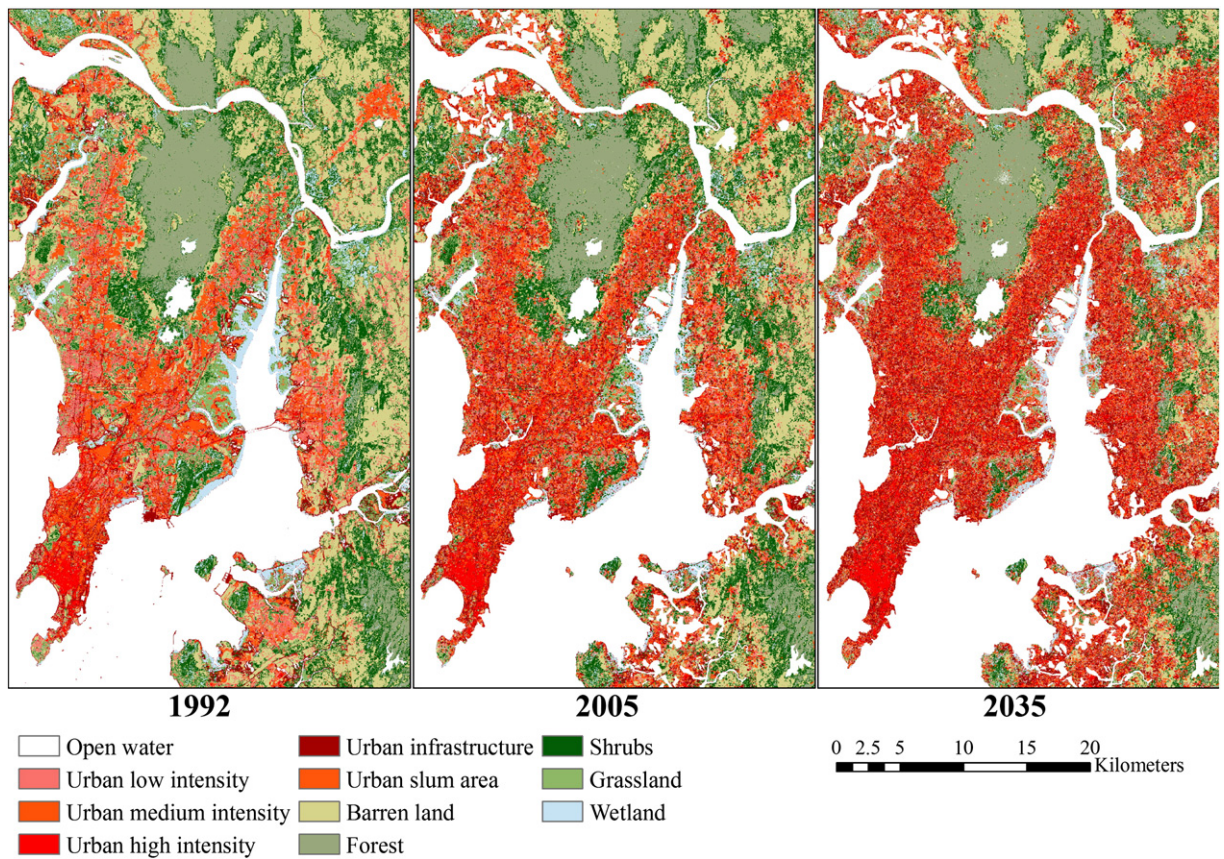 1992 2005 2035
Open water Urban infrastructure Shrubs 0 2.5 5 10 15 20
Kilometers
Urban low intensity Urban slum area Grassland
Urban medium intensity Barren land Wetland
Urban high intensity Forest